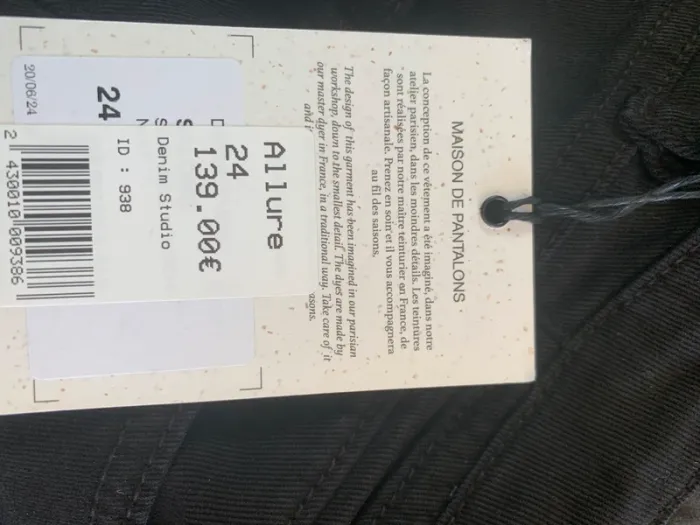 MAISON DE PANTALONS
La conception de ce vêtement a été imaginé, dans notre
atelier parisien, dans les moindres détails. Les teintures
sont réalisées par notre maître teinturier en France, de
façon artisanale. Prenez en soin et il vous accompagnera
au fil des saisons.
The design of this garment has been imagined in our parisian
workshop, down to the smallest detail. The dyes are made by
our master dyer in France, in a traditional way. Take care of it
and
Allure
24
139.00€
Denim Studio
ID : 938
2 430010 009386
24
20/06/24